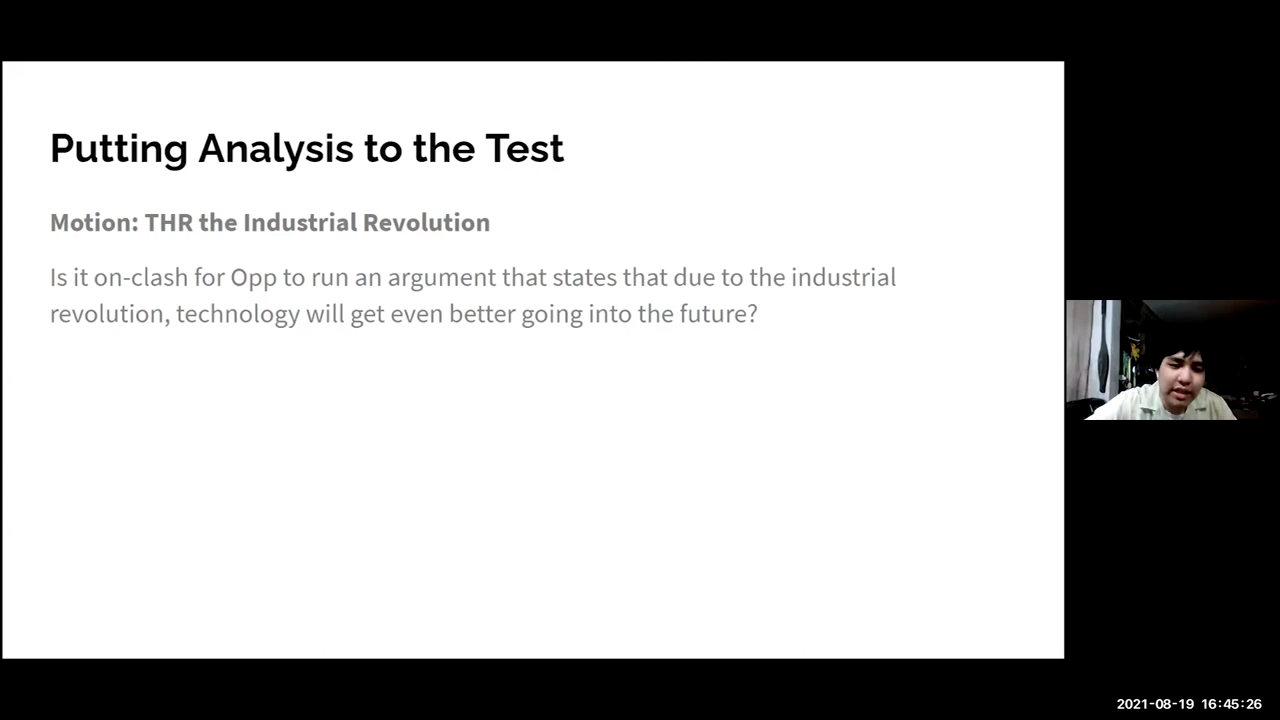 Putting Analysis to the Test
Motion: THR the Industrial Revolution
Is it on-clash for Opp to run an argument that states that due to the industrial
revolution, technology will get even better going into the future?
2021-08-19 16:45:26